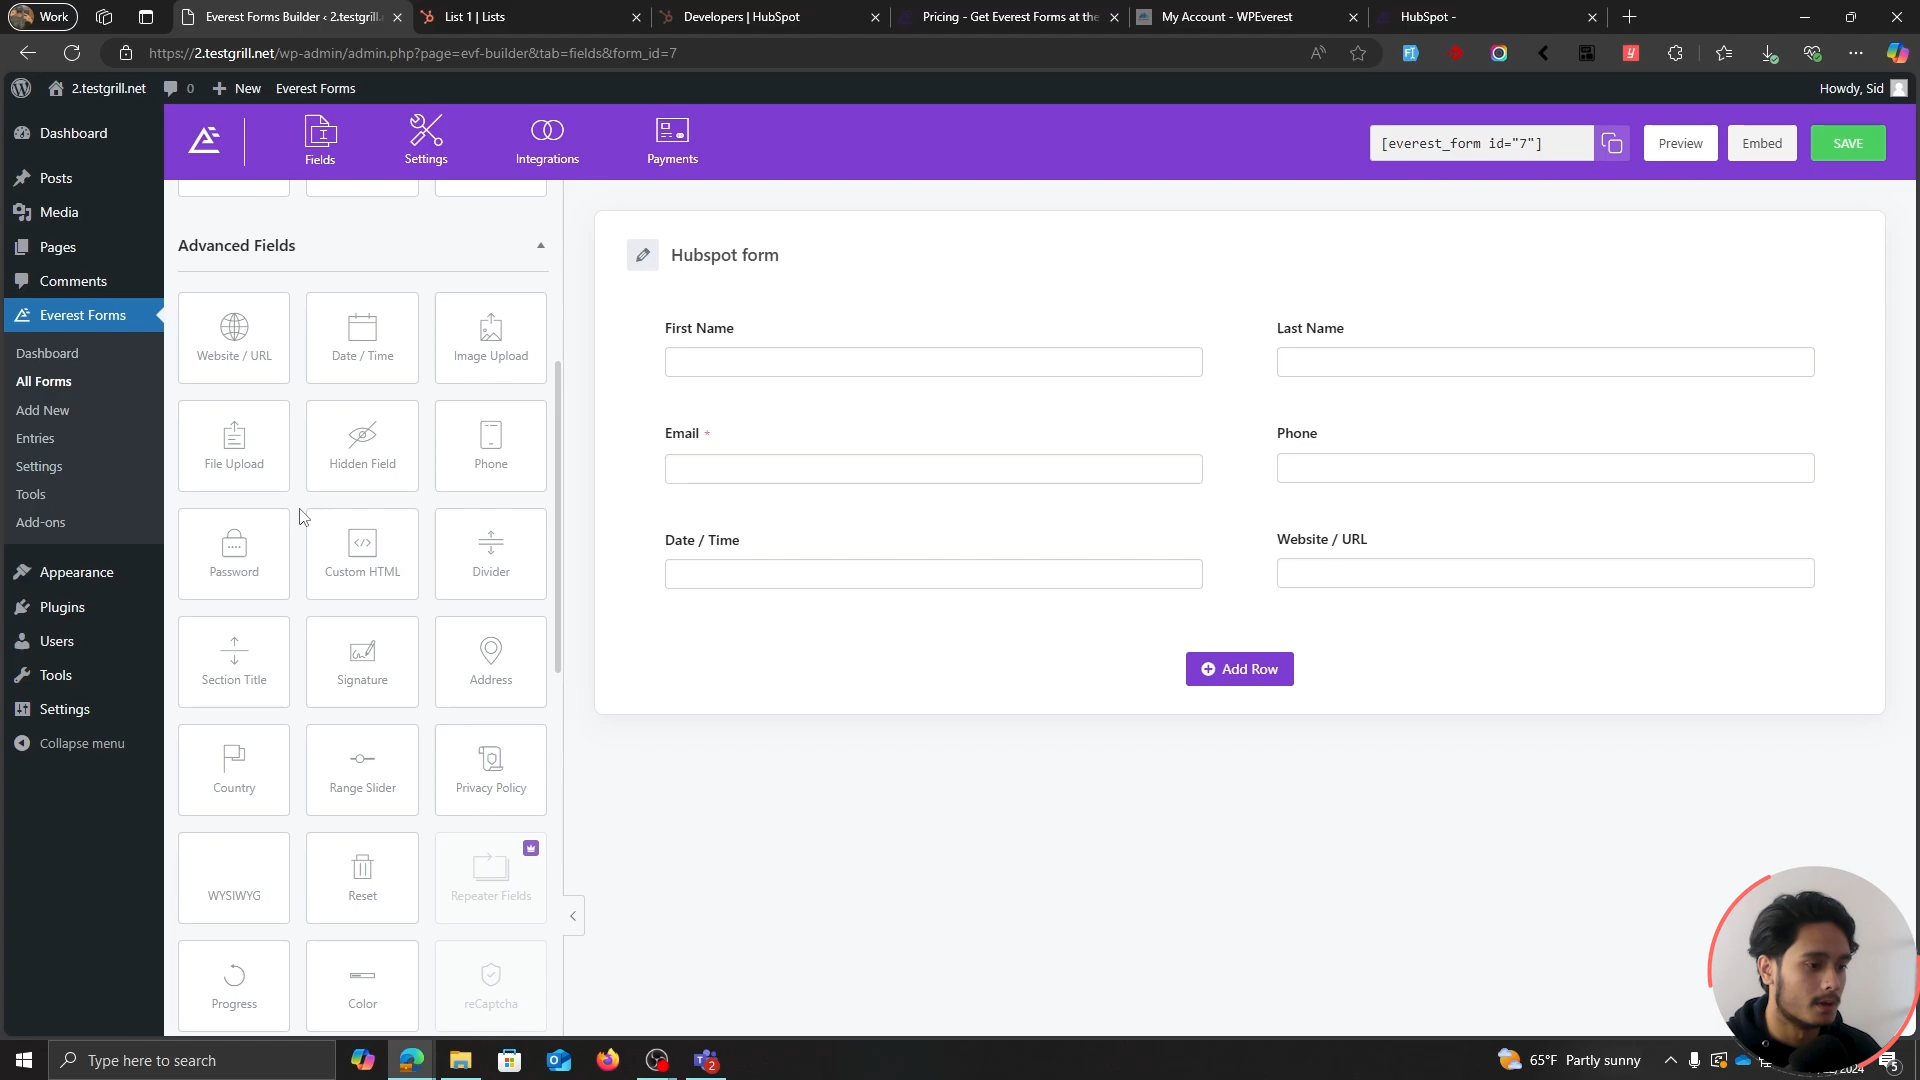 Work
Everest Forms Builder ‹ 2.testgrill.
List 1 | Lists
Developers | HubSpot
Pricing - Get Everest Forms at the
My Account - WPEverest
HubSpot -
https://2.testgrill.net/wp-admin/admin.php?page=evf-builder&tab=fields&form_id=7
2.testgrill.net
0
New
Everest Forms
Howdy, Sid
Dashboard
Posts
Media
Pages
Comments
Everest Forms
Dashboard
All Forms
Add New
Entries
Settings
Tools
Add-ons
Appearance
Plugins
Users
Tools
Settings
Collapse menu
Fields
Settings
Integrations
Payments
[everest_form id="7"]
Preview
Embed
SAVE
Advanced Fields
Website / URL
Date / Time
Image Upload
File Upload
Hidden Field
Phone
Password
Custom HTML
Divider
Section Title
Signature
Address
Country
Range Slider
Privacy Policy
WYSIWYG
Reset
Repeater Fields
Progress
Color
reCaptcha
Hubspot form
First Name
Last Name
Email *
Phone
Date / Time
Website / URL
Add Row
Type here to search
2
65°F Partly sunny
5